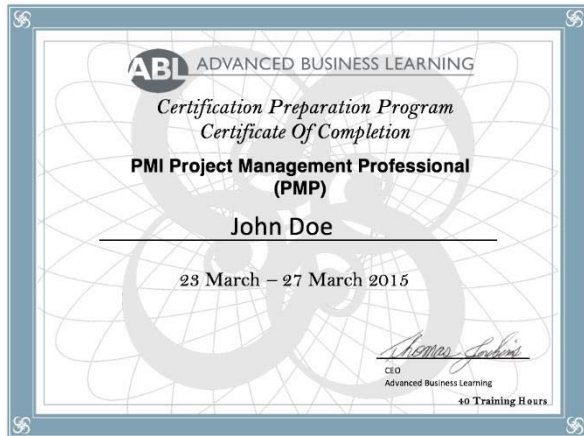 ABL ADVANCED BUSINESS LEARNING
Certification Preparation Program
Certificate Of Completion
PMI Project Management Professional
(PMP)
John Doe
23 March – 27 March 2015
Thomas
CEO
Advanced Business Learning
40 Training Hours